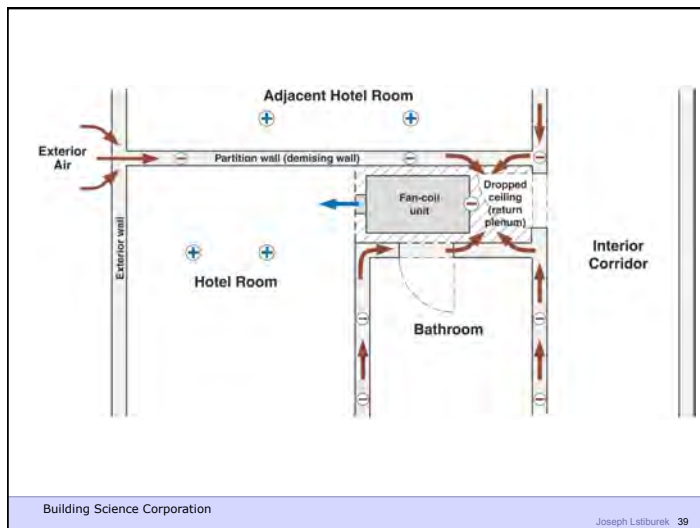 Adjacent Hotel Room
Exterior
Air
Partition wall (demising wall)
Fan-coil
unit
Dropped
ceiling
(return
plenum)
Exterior wall
Hotel Room
Interior
Corridor
Bathroom
Building Science Corporation
Joseph Lstiburek 39